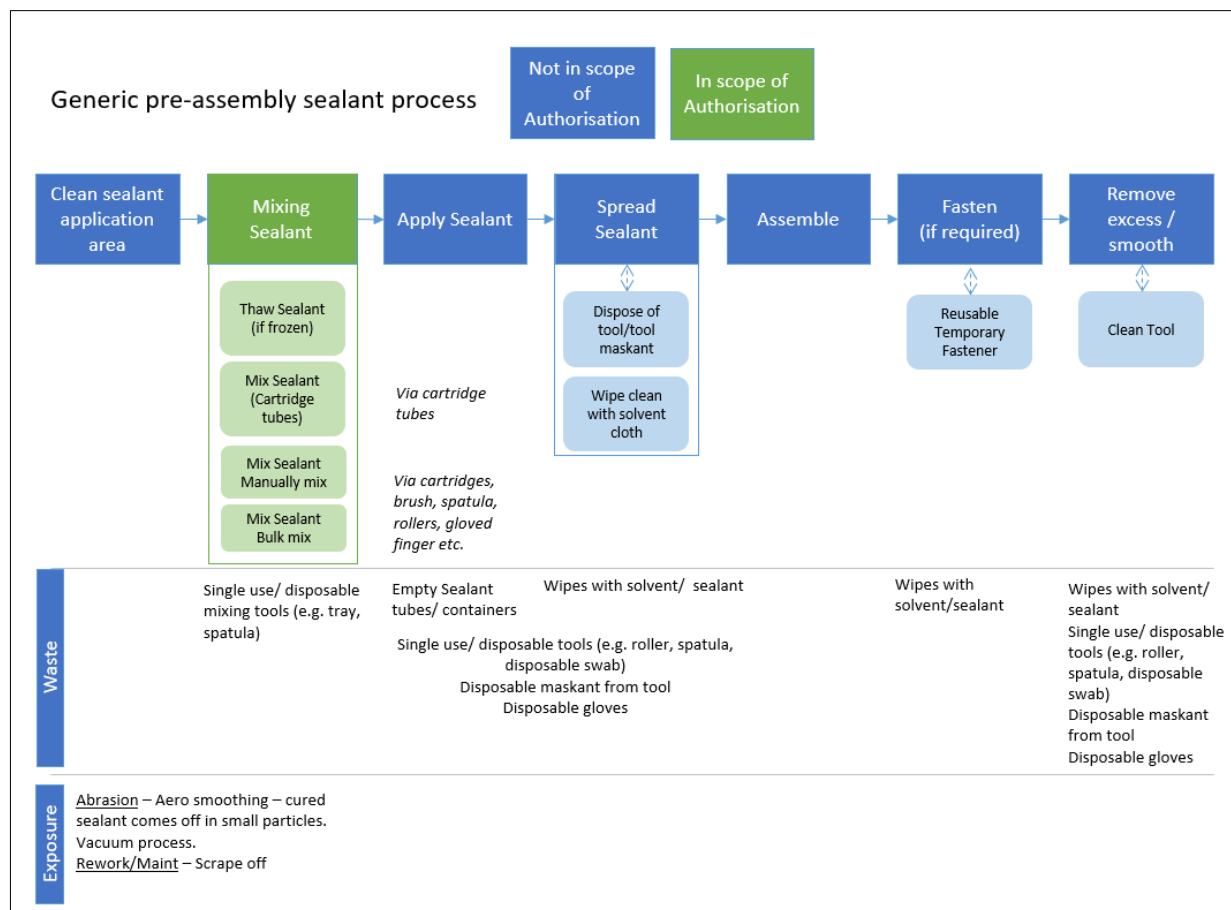 Generic pre-assembly sealant process
Not in scope
of
Authorisation
In scope of
Authorisation
Clean sealant
application
area
Mixing
Sealant
Apply Sealant
Spread
Sealant
Assemble
Fasten
(if required)
Remove
excess /
smooth
Thaw Sealant
(if frozen)
Mix Sealant
(Cartridge
tubes)
Mix Sealant
Manually mix
Mix Sealant
Bulk mix
Via cartridge
tubes
Via cartridges,
brush, spatula,
rollers, gloved
finger etc.
Dispose of
tool/tool
maskant
Wipe clean
with solvent
cloth
Reusable
Temporary
Fastener
Clean Tool
Waste
Single use/ disposable
mixing tools (e.g. tray,
spatula)
Empty Sealant
tubes/ containers
Wipes with solvent/ sealant
Single use/ disposable tools (e.g. roller, spatula,
disposable swab)
Disposable maskant from tool
Disposable gloves
Wipes with
solvent/sealant
Wipes with solvent/
sealant
Single use/ disposable
tools (e.g. roller,
spatula, disposable
swab)
Disposable maskant
from tool
Disposable gloves
Exposure
Abrasion – Aero smoothing – cured
sealant comes off in small particles.
Vacuum process.
Rework/Maint – Scrape off